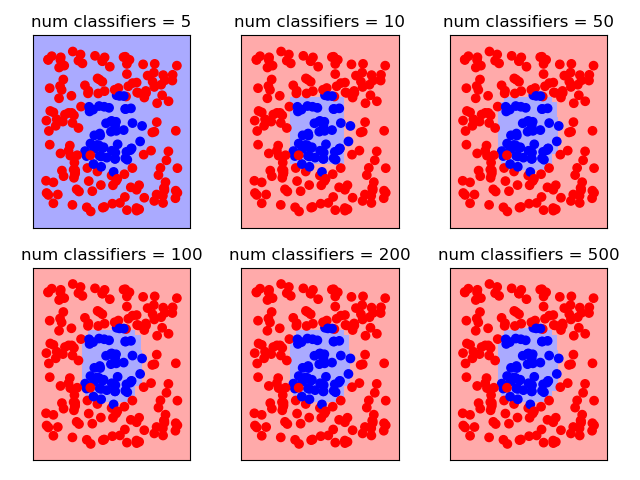 num classifiers = 5
num classifiers = 10
num classifiers = 50
num classifiers = 100
num classifiers = 200
num classifiers = 500